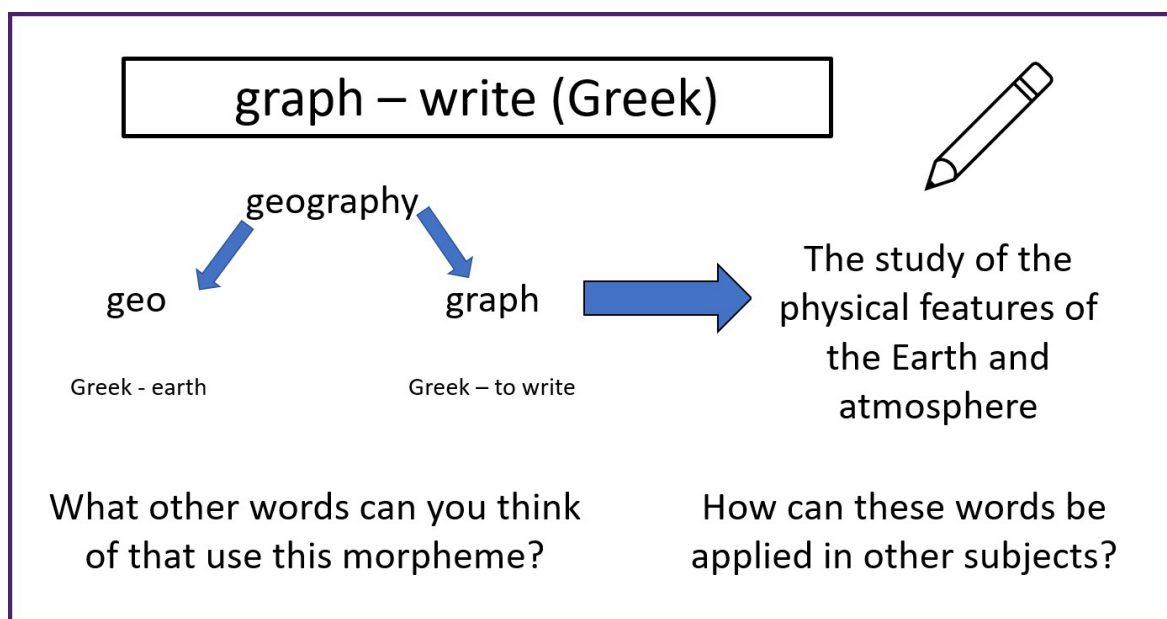 graph – write (Greek)
geography
geo
graph
Greek - earth
Greek – to write
The study of the
physical features of
the Earth and
atmosphere
What other words can you think
of that use this morpheme?
How can these words be
applied in other subjects?